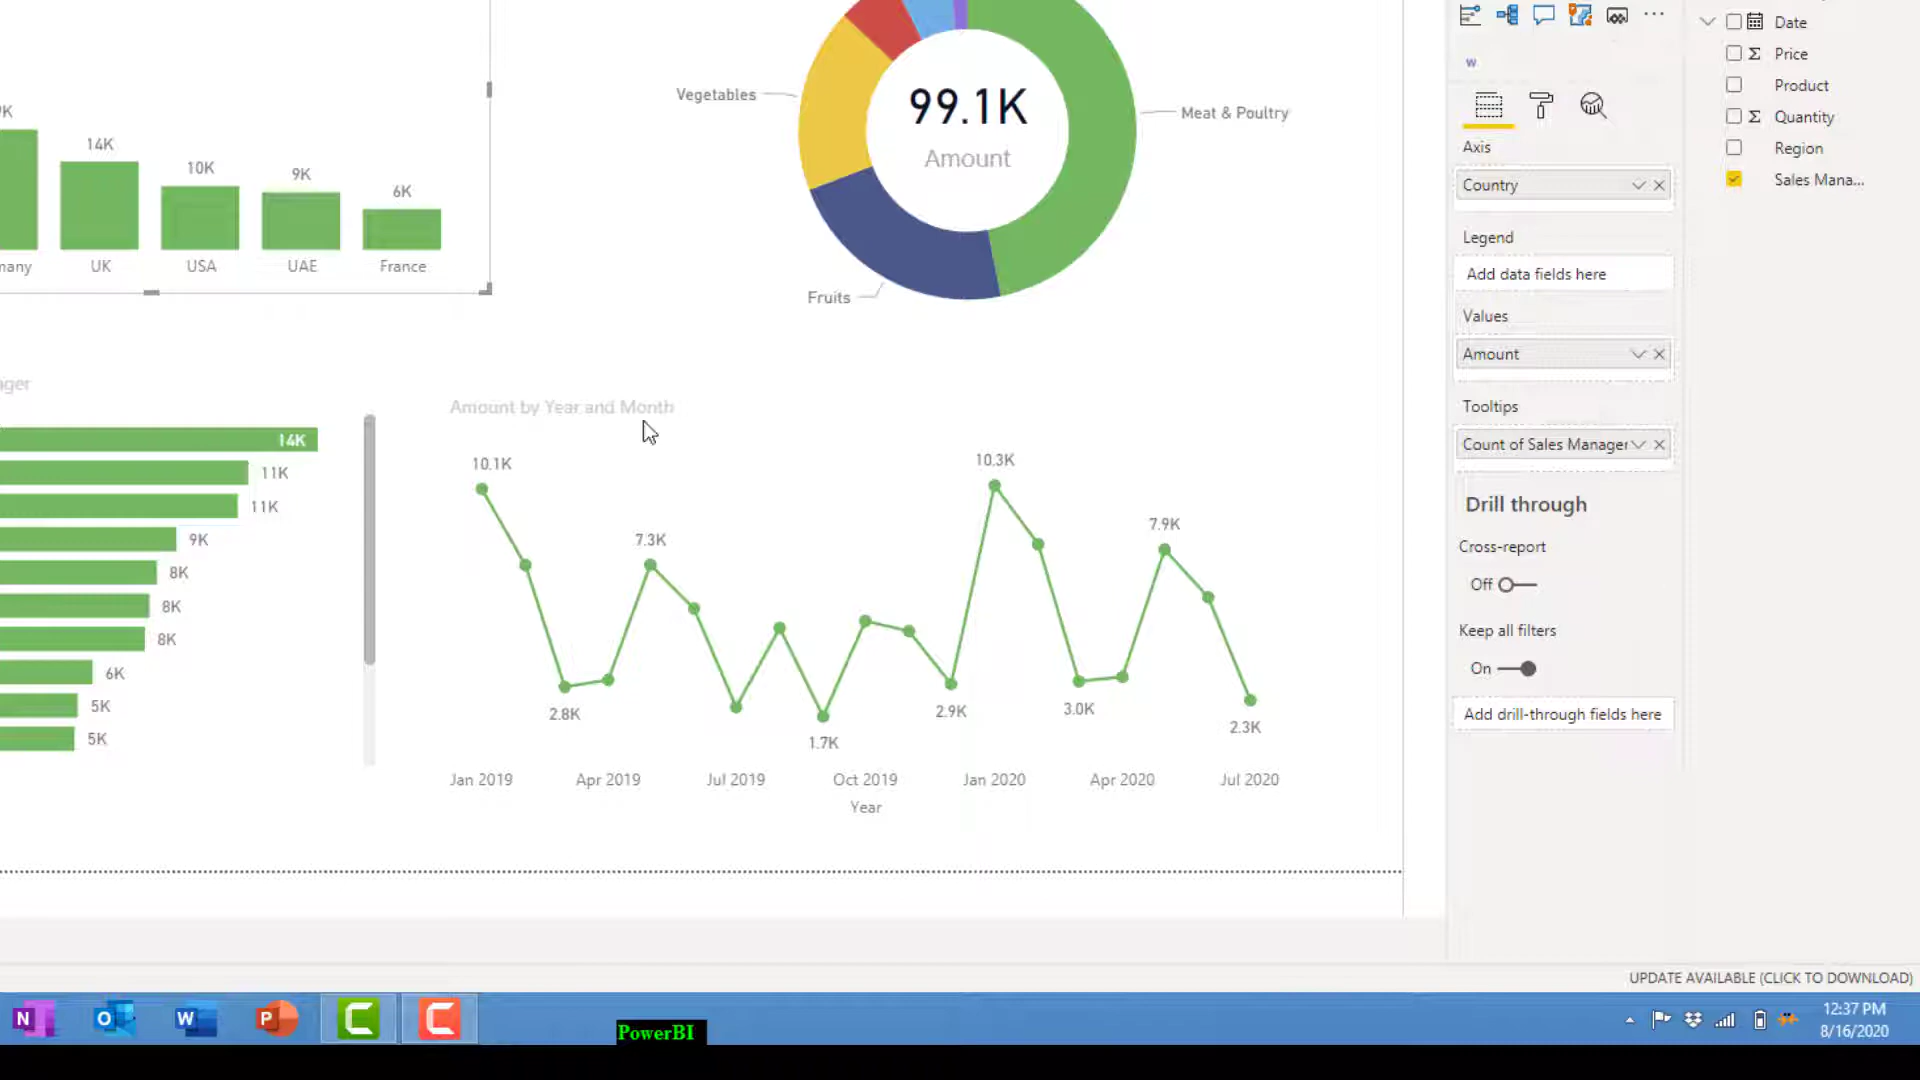 9K
14K
10K
9K
6K
many
UK
USA
UAE
France
Vegetables
99.1K
Amount
Meat & Poultry
Fruits
ager
14K
11K
11K
9K
8K
8K
8K
6K
5K
5K
Amount by Year and Month
10.1K
10.3K
7.3K
7.9K
2.8K
2.9K
3.0K
1.7K
2.3K
Jan 2019
Apr 2019
Jul 2019
Oct 2019
Jan 2020
Apr 2020
Jul 2020
Year
Axis
Country
Legend
Add data fields here
Values
Amount
Tooltips
Count of Sales Manager
Drill through
Cross-report
Off
Keep all filters
On
Add drill-through fields here
Date
Price
Product
Quantity
Region
Sales Mana...
UPDATE AVAILABLE (CLICK TO DOWNLOAD)
PowerBI
12:37 PM
8/16/2020